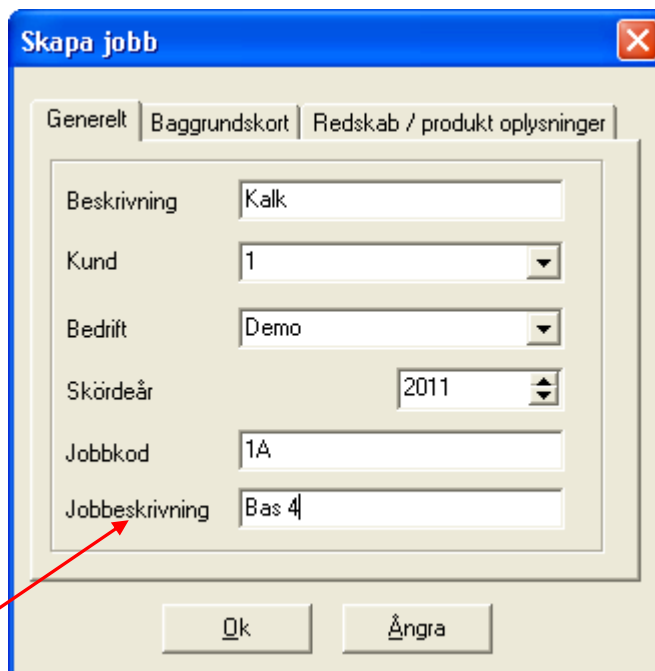 Skapa jobb
Generelt Baggrundskort Redskab / produkt oplysninger
Beskrivning Kalk
Kund 1
Bedrift Demo
Skördeår 2011
Jobbkod 1A
Jobbeskrivning Bas 4
Ok Ångra